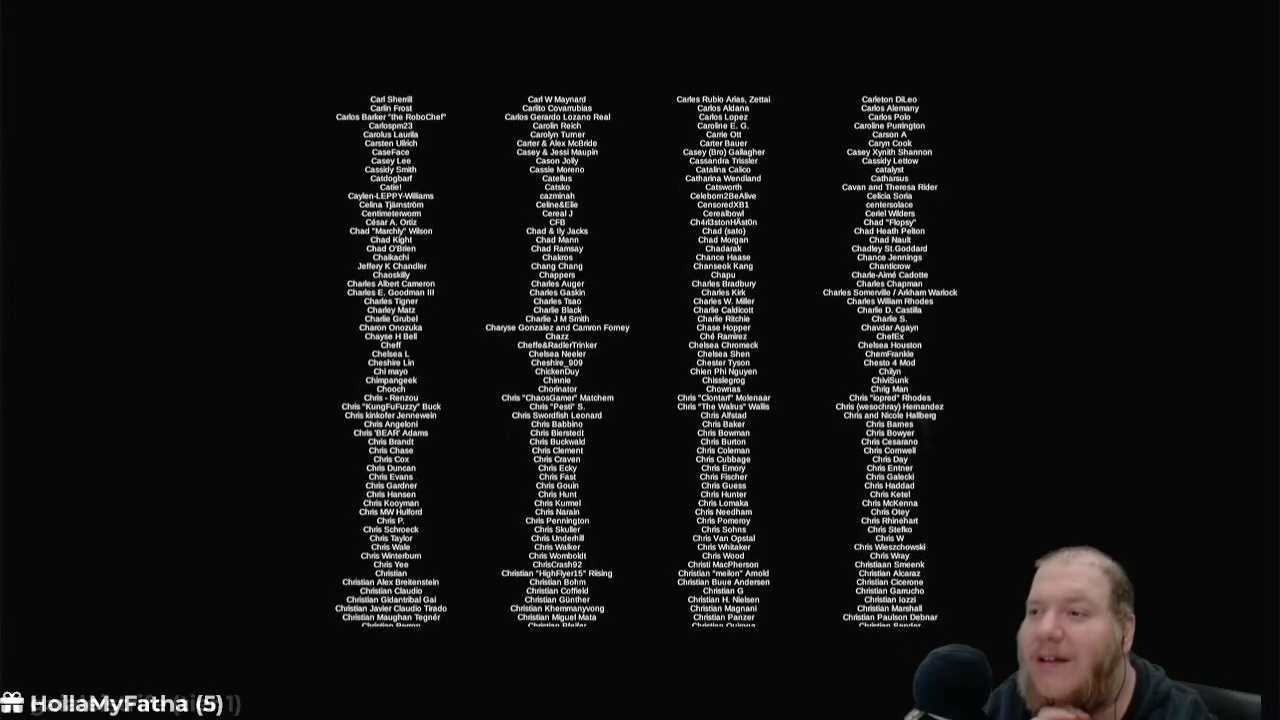 Carl Sherrill Carl W Maynard Carles Rubio Arias, Zettai Carleton DiLeo
Carlin Frost Carlito Covarrubias Carlos Aldana Carlos Alemany
Carlos Barker "the RoboChef" Carlos Gerardo Lozano Real Carlos Lopez Carlos Polo
Carlospm23 Carolin Reich Caroline E. G. Caroline Purrington
Carolus Laurila Carolyn Turner Carrie Ott Carson A
Carsten Ullrich Carter & Alex McBride Carter Bauer Caryn Cook
CaseFace Casey & Jessi Maupin Casey (Bro) Gallagher Casey Xynith Shannon
Casey Lee Cason Jolly Cassandra Trissler Cassidy Lettow
Cassidy Smith Cassie Moreno Catalina Calico catalyst
Catdogbarf Catellus Catharina Wendland Catharsus
Catie! Catsko Catsworth Cavan and Theresa Rider
Caylen-LEPPY-Williams cazminah Celeborn2BeAlive Celicia Soria
Celina Tjärnström Celine&Elie CensoredXB1 centersolace
Centimeterworm Cereal J Cerealbowl Ceriel Wilders
César A. Ortiz CFB Chad "Flopsy"
Chad "Marchly" Wilson Chad & Ily Jacks Chad (sato) Chad Heath Pelton
Chad Kight Chad Mann Chad Morgan Chad Nault
Chad O'Brien Chad Ramsay Chadarak Chadley St.Goddard
Chaikachi Chakros Chance Haase Chance Jennings
Jeffery K Chandler Chang Chang Chanseok Kang Chanticrow
Chaoskilly Chappers Chapu Charle-Aimé Cadotte
Charles Albert Cameron Charles Auger Charles Bradbury Charles Chapman
Charles E. Goodman III Charles Gaskin Charles Kirk Charles Somerville / Arkham Warlock
Charles Tigner Charles Tsao Charles W. Miller Charles William Rhodes
Charley Matz Charlie Black Charlie Caldicott Charlie D. Castilla
Charlie Grubel Charlie J M Smith Charlie Ritchie Charlie S.
Charon Onozuka Charyse Gonzalez and Camron Forney Chase Hopper Chavdar Agayn
Chayse H Bell Chazz Ché Ramirez ChefEx
Cheff Cheffe&RadlerTrinker Chelsea Chromeck Chelsea Houston
Chelsea L Chelsea Neeler Chelsea Shen ChemFrankie
Cheshire Lin Cheshire_909 Chester Tyson Chesto 4 Mod
Chi mayo ChickenDuy Chien Phi Nguyen Chilyn
Chimpangeek Chinnie Chisslegrog ChiviSunk
Chooch Chorinator Chownas Chrig Man
Chris - Renzou Chris "ChaosGamer" Matchem Chris "Clontarf" Molenaar Chris "iopred" Rhodes
Chris "KungFuFuzzy" Buck Chris "Pesti" S. Chris "The Walrus" Wallis Chris (wesochray) Hernandez
Chris kinkofer Jennewein Chris Swordfish Leonard Chris Alfstad Chris and Nicole Hallberg
Chris Angeloni Chris Babbino Chris Baker Chris Barnes
Chris 'BEAR' Adams Chris Bierstedt Chris Bowman Chris Bowyer
Chris Brandt Chris Buckwald Chris Burton Chris Cesarano
Chris Chase Chris Clement Chris Coleman Chris Cornwell
Chris Cox Chris Craven Chris Cubbage Chris Day
Chris Duncan Chris Ecky Chris Emory Chris Entner
Chris Evans Chris Fast Chris Fischer Chris Galecki
Chris Gardner Chris Gouin Chris Guess Chris Haddad
Chris Hansen Chris Hunt Chris Hunter Chris Ketel
Chris Kooyman Chris Kurmel Chris Lomaka Chris McKenna
Chris MW Hulford Chris Narain Chris Needham Chris Otey
Chris P. Chris Pennington Chris Pomeroy Chris Rhinehart
Chris Schroeck Chris Skuller Chris Sohns Chris Stefko
Chris Taylor Chris Underhill Chris Van Opstal Chris W
Chris Wale Chris Walker Chris Whitaker Chris Wieszchowski
Chris Winterburn Chris Womboldt Chris Wood Chris Wray
Chris Yee ChrisCrash92 Christi MacPherson Christiaan Smeenk
Christian Christian "HighFlyer15" Riising Christian "meilon" Arnold Christian Alcaraz
Christian Alex Breitenstein Christian Bohm Christian Buue Andersen Christian Cicerone
Christian Claudio Christian Coffield Christian G Christian Garrucho
Christian Gidantribal Gai Christian Günther Christian H. Nielsen Christian Iozzi
Christian Javier Claudio Tirado Christian Khemmanyvong Christian Magnani Christian Marshall
Christian Maughan Tegnér Christian Miguel Mata Christian Panzer Christian Paulson Debnar
Christian Christian Christian Christian
HollaMyFatha (5)